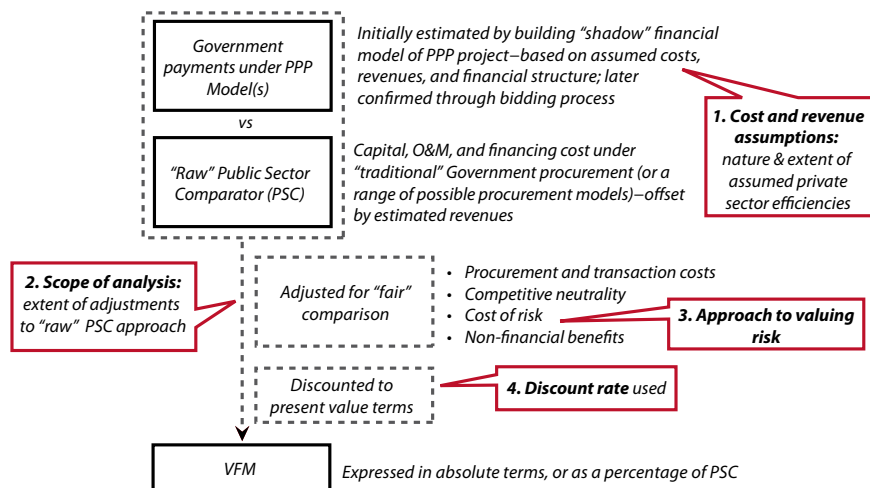 Government
payments under PPP
Model(s)
Initially estimated by building “shadow” financial
model of PPP project–based on assumed costs,
revenues, and financial structure; later
confirmed through bidding process
1. Cost and revenue
assumptions:
nature & extent of
assumed private
sector efficiencies
vs
“Raw” Public Sector
Comparator (PSC)
Capital, O&M, and financing cost under
“traditional” Government procurement (or a
range of possible procurement models)–offset
by estimated revenues
2. Scope of analysis:
extent of adjustments
to “raw” PSC approach
Adjusted for “fair”
comparison
• Procurement and transaction costs
• Competitive neutrality
• Cost of risk
• Non-financial benefits
3. Approach to valuing
risk
Discounted to
present value terms
4. Discount rate used
VFM
Expressed in absolute terms, or as a percentage of PSC